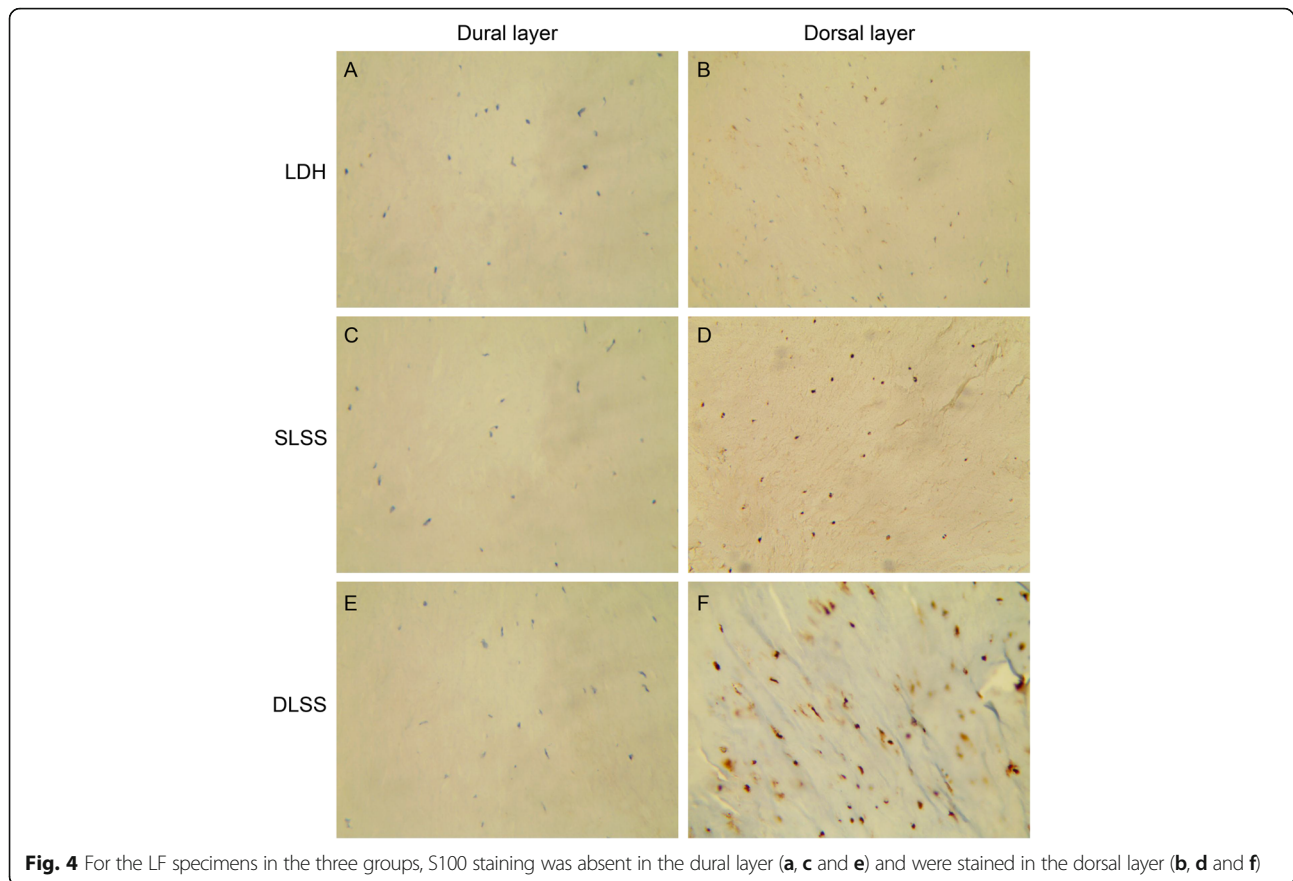 Dural layer Dorsal layer
A B
LDH
C D
SLSS
E F
DLSS
Fig. 4 For the LF specimens in the three groups, S100 staining was absent in the dural layer (a, c and e) and were stained in the dorsal layer (b, d and f)